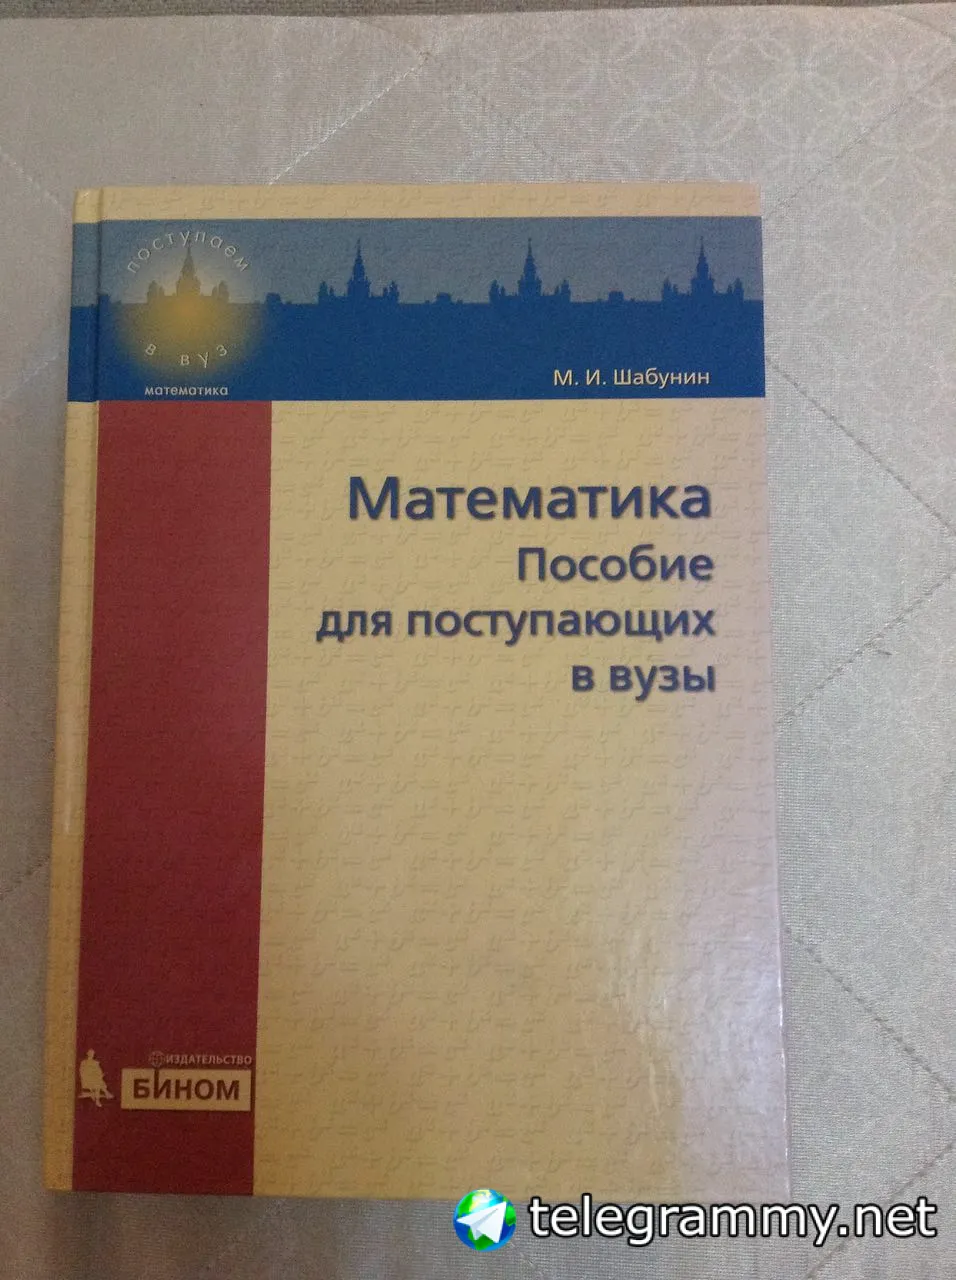 поступаем
в вуз
математика
М. И. Шабунин
Математика
Пособие
для поступающих
в вузы
ИЗДАТЕЛЬСТВО
БИНОМ
telegrammy.net